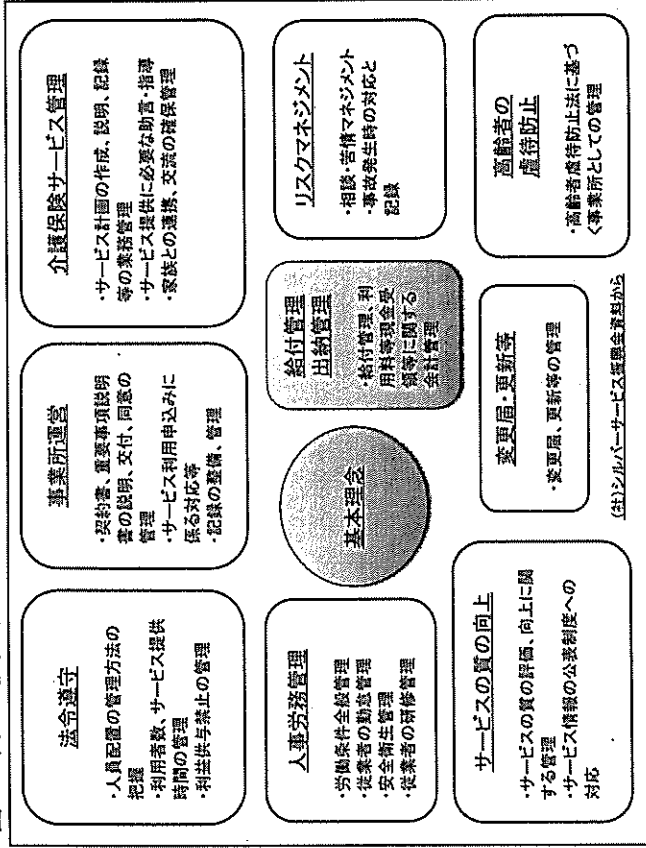 法令遵守
・人員配置の管理方法の
把握
・利用者数、サービス提供
時間の管理
・利益供与禁止の管理
事業所運営
・契約書、重要事項説明
書の説明、交付、同意の
管理
・サービス利用申込みに
係る対応等
・記録の整備、管理
介護保険サービス管理
・サービス計画の作成、説明、記録
等の業務管理
・サービス提供に必要な助言・指導
・家族との連携、交流の確保管理
人事労務管理
・労働条件全般管理
・従業者の勤怠管理
・安全衛生管理
・従業者の研修管理
基本理念
給付管理
出納管理
・給付管理、利
用料等現金受
領等に関する
会計管理
リスクマネジメント
・相談・苦情マネジメント
・事故発生時の対応と
記録
サービスの質の向上
・サービスの質の評価、向上に関
する管理
・サービス情報の公表制度への
対応
変更届・更新等
・変更届、更新等の管理
高齢者の
虐待防止
・高齢者虐待防止法に基づ
く事業所としての管理
(社)シルバーサービス振興会資料から